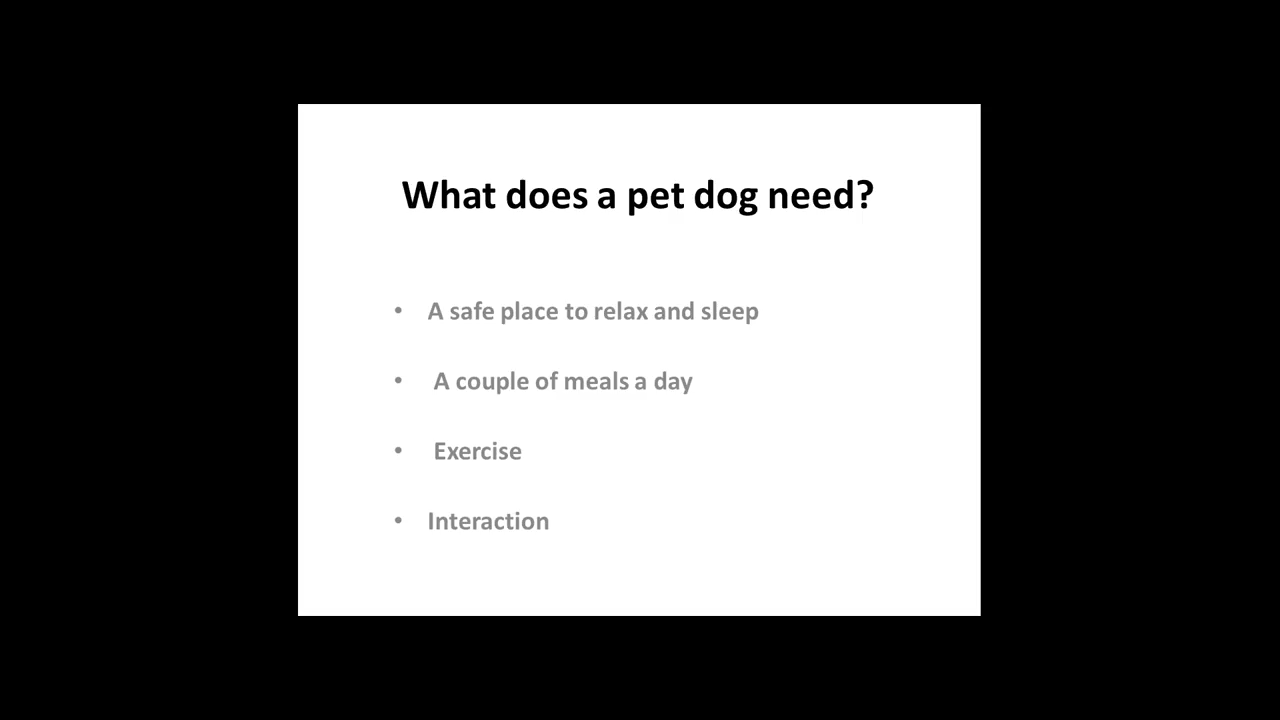 What does a pet dog need?
• A safe place to relax and sleep
• A couple of meals a day
• Exercise
• Interaction